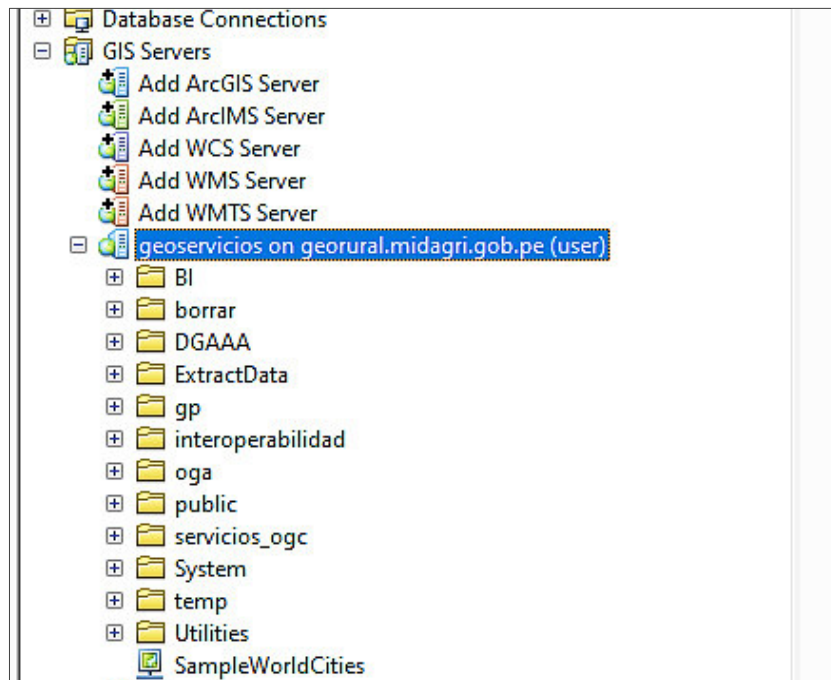 Database Connections
GIS Servers
Add ArcGIS Server
Add ArcIMS Server
Add WCS Server
Add WMS Server
Add WMTS Server
geoservicios on georural.midagri.gob.pe (user)
BI
borrar
DGAAA
ExtractData
gp
interoperabilidad
oga
public
servicios_ogc
System
temp
Utilities
SampleWorldCities